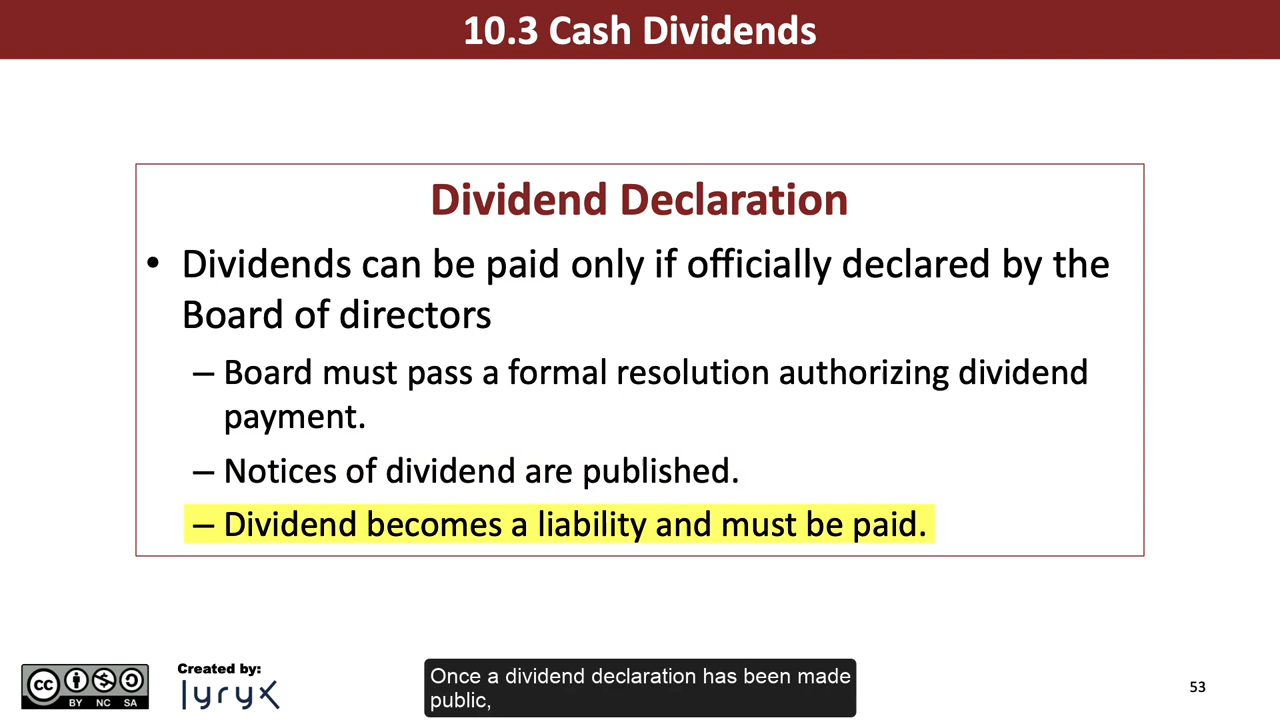 10.3 Cash Dividends
Dividend Declaration
• Dividends can be paid only if officially declared by the
Board of directors
– Board must pass a formal resolution authorizing dividend
payment.
– Notices of dividend are published.
– Dividend becomes a liability and must be paid.
cc
BY NC SA
Created by:
lyryx
Once a dividend declaration has been made
public,
53